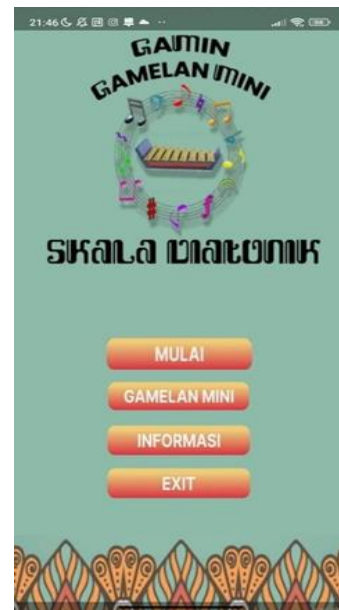 21:46
GAMIN
GAMELAN MINI
SKALA DIATONIK
MULAI
GAMELAN MINI
INFORMASI
EXIT